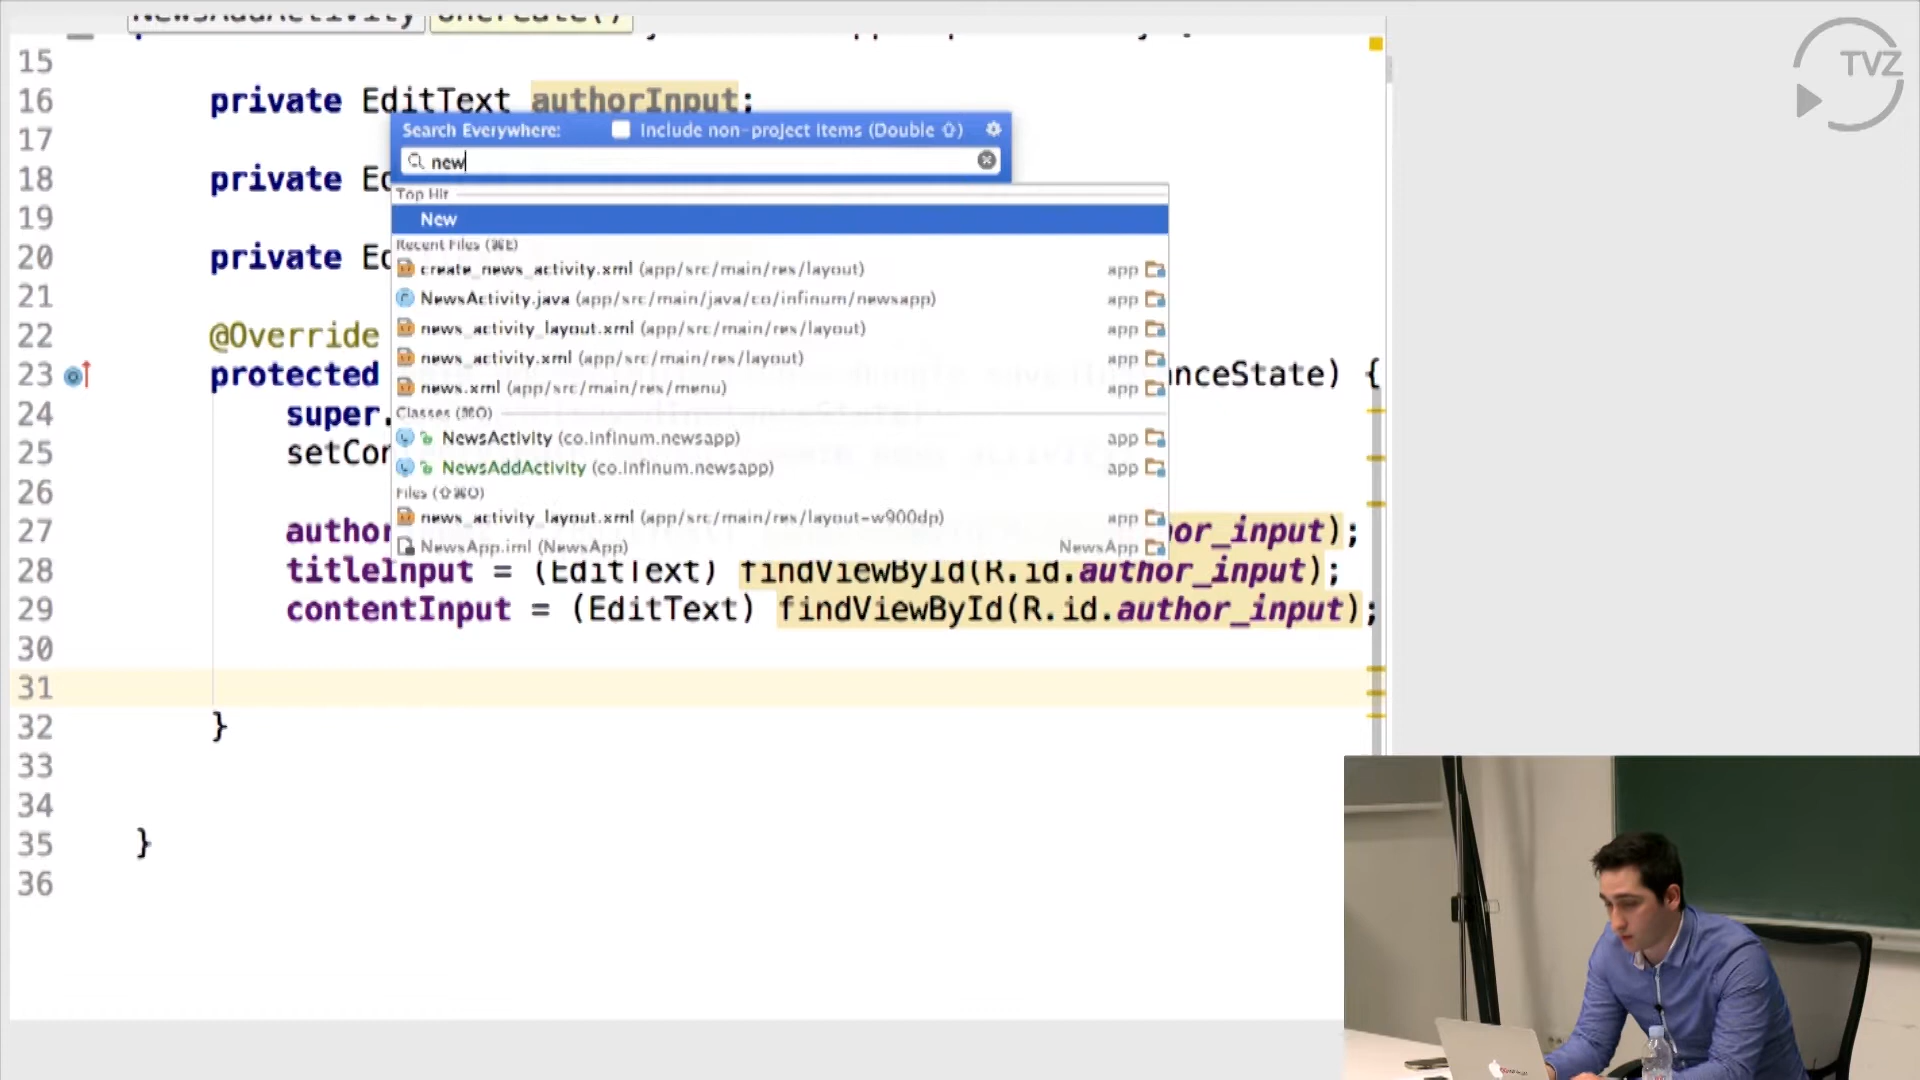 NewsAddActivity onCreate()
TVZ
15
16 private EditText authorInput;
17
18 private Ed
19
20 private Ed
21
22 @Override
23 protected nceState) {
24 super.
25 setCon
26
27 author or_input);
28 titleInput = (EditText) findViewById(R.id.author_input);
29 contentInput = (EditText) findViewById(R.id.author_input);
30
31
32 }
33
34
35 }
36
Search Everywhere: Include non-project items (Double ⇧)
new
Top Hit
New
Recent Files (⌘E)
create_news_activity.xml (app/src/main/res/layout) app
NewsActivity.java (app/src/main/java/co/infinum/newsapp) app
news_activity_layout.xml (app/src/main/res/layout) app
news_activity.xml (app/src/main/res/layout) app
news.xml (app/src/main/res/menu) app
Classes (⌘O)
NewsActivity (co.infinum.newsapp) app
NewsAddActivity (co.infinum.newsapp) app
Files (⇧⌘O)
news_activity_layout.xml (app/src/main/res/layout-w900dp) app
NewsApp.iml (NewsApp) NewsApp